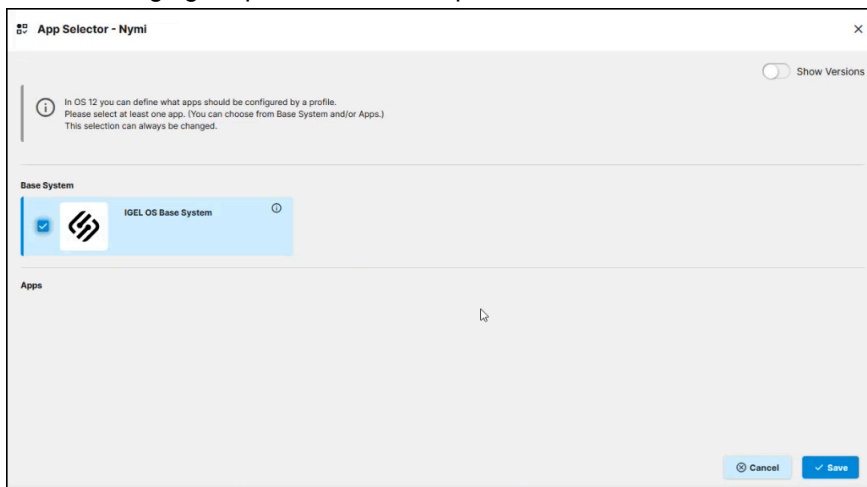 App Selector - Nymi
Show Versions
In OS 12 you can define what apps should be configured by a profile.
Please select at least one app. (You can choose from Base System and/or Apps.)
This selection can always be changed.
Base System
IGEL OS Base System
Apps
Cancel
Save